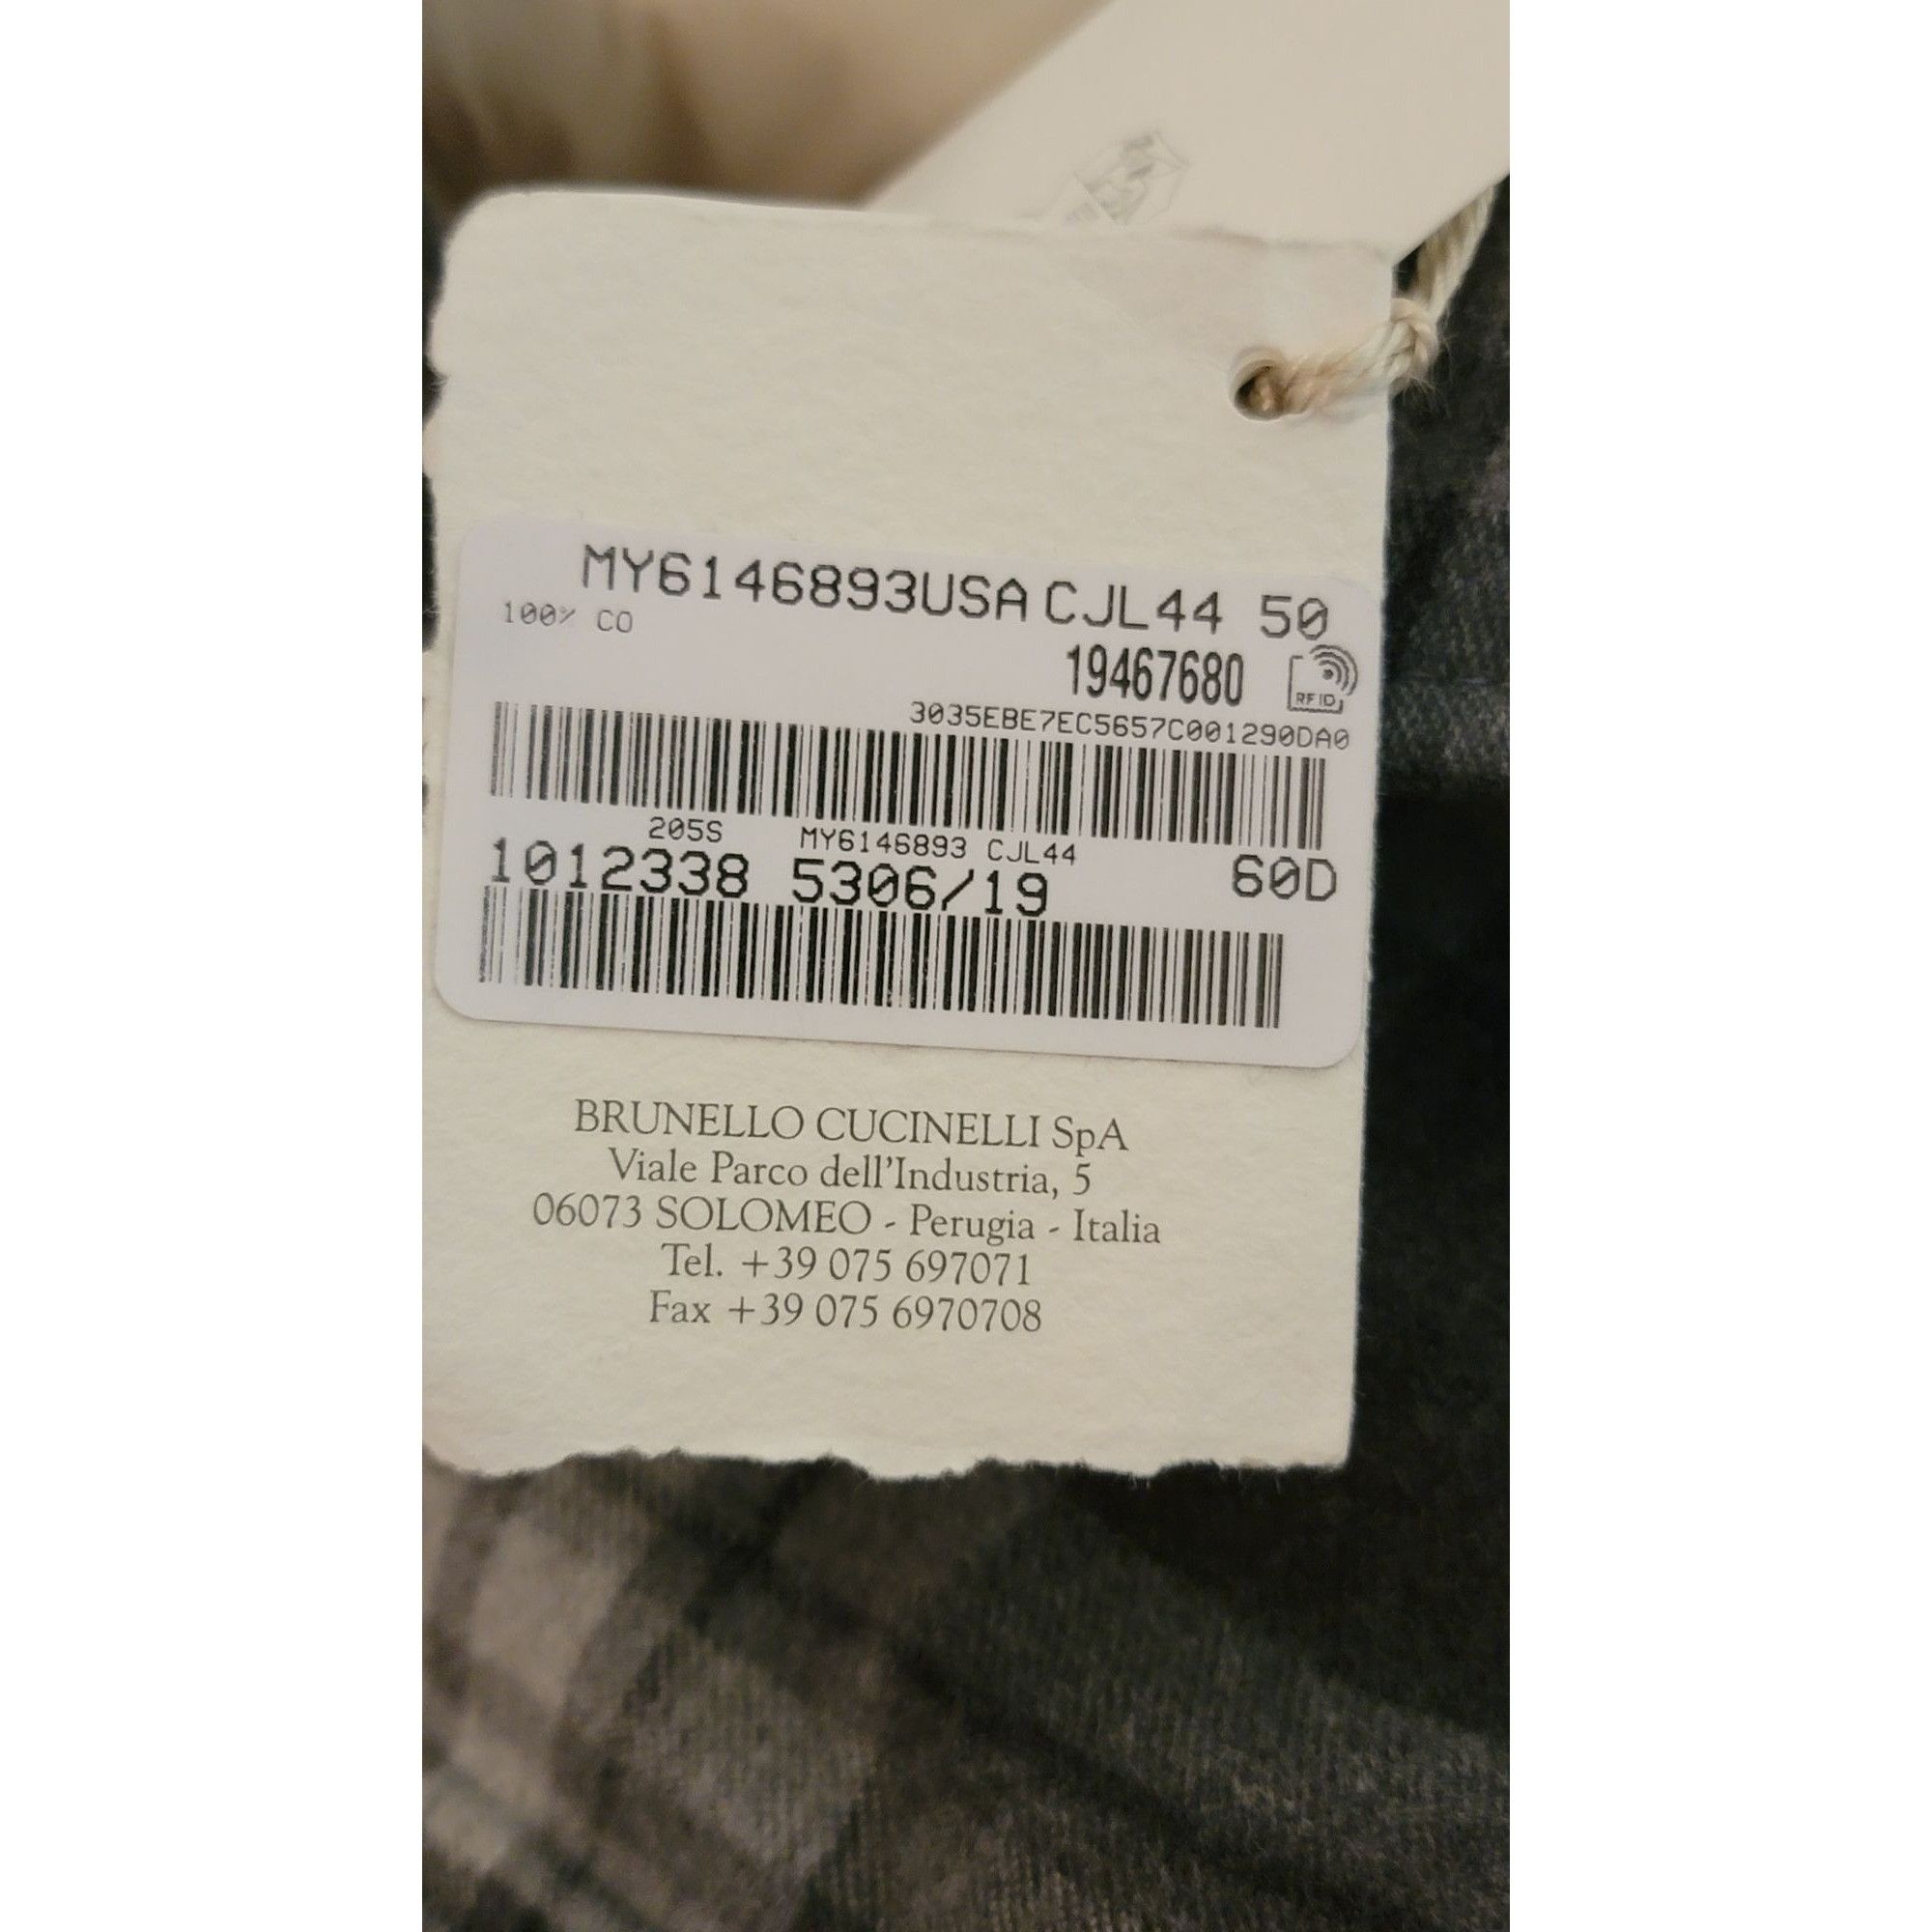 MY6146893USA CJL44 50
100% CO
19467680
RFID
3035EBE7EC5657C001290DA0
205S MY6146893 CJL44
1012338 5306/19 60D
BRUNELLO CUCINELLI SpA
Viale Parco dell'Industria, 5
06073 SOLOMEO - Perugia - Italia
Tel. +39 075 697071
Fax +39 075 6970708